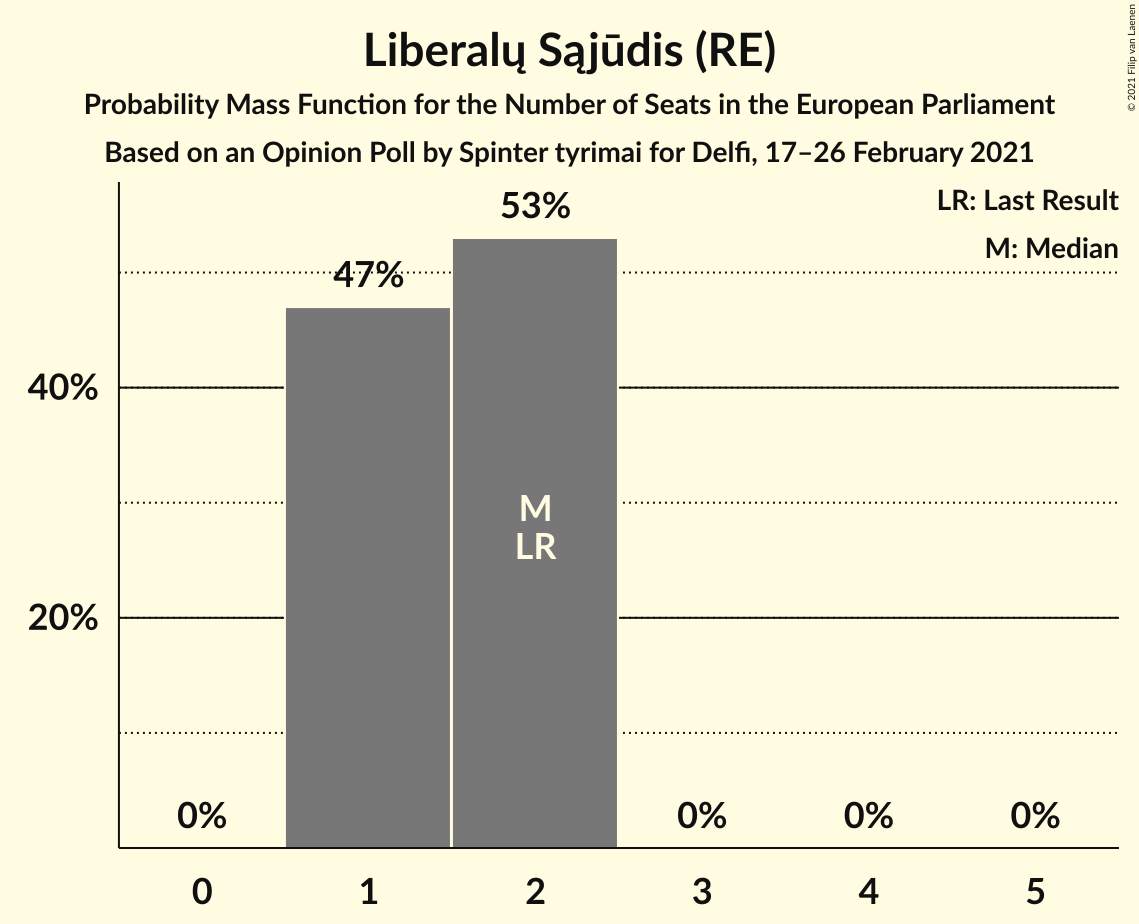 Liberalų Sąjūdis (RE)
Probability Mass Function for the Number of Seats in the European Parliament
Based on an Opinion Poll by Spinter tyrimai for Delfi, 17–26 February 2021
© 2021 Filip van Laenen
LR: Last Result
M: Median
53%
47%
40%
M
LR
20%
0%
0%
0%
0%
0
1
2
3
4
5